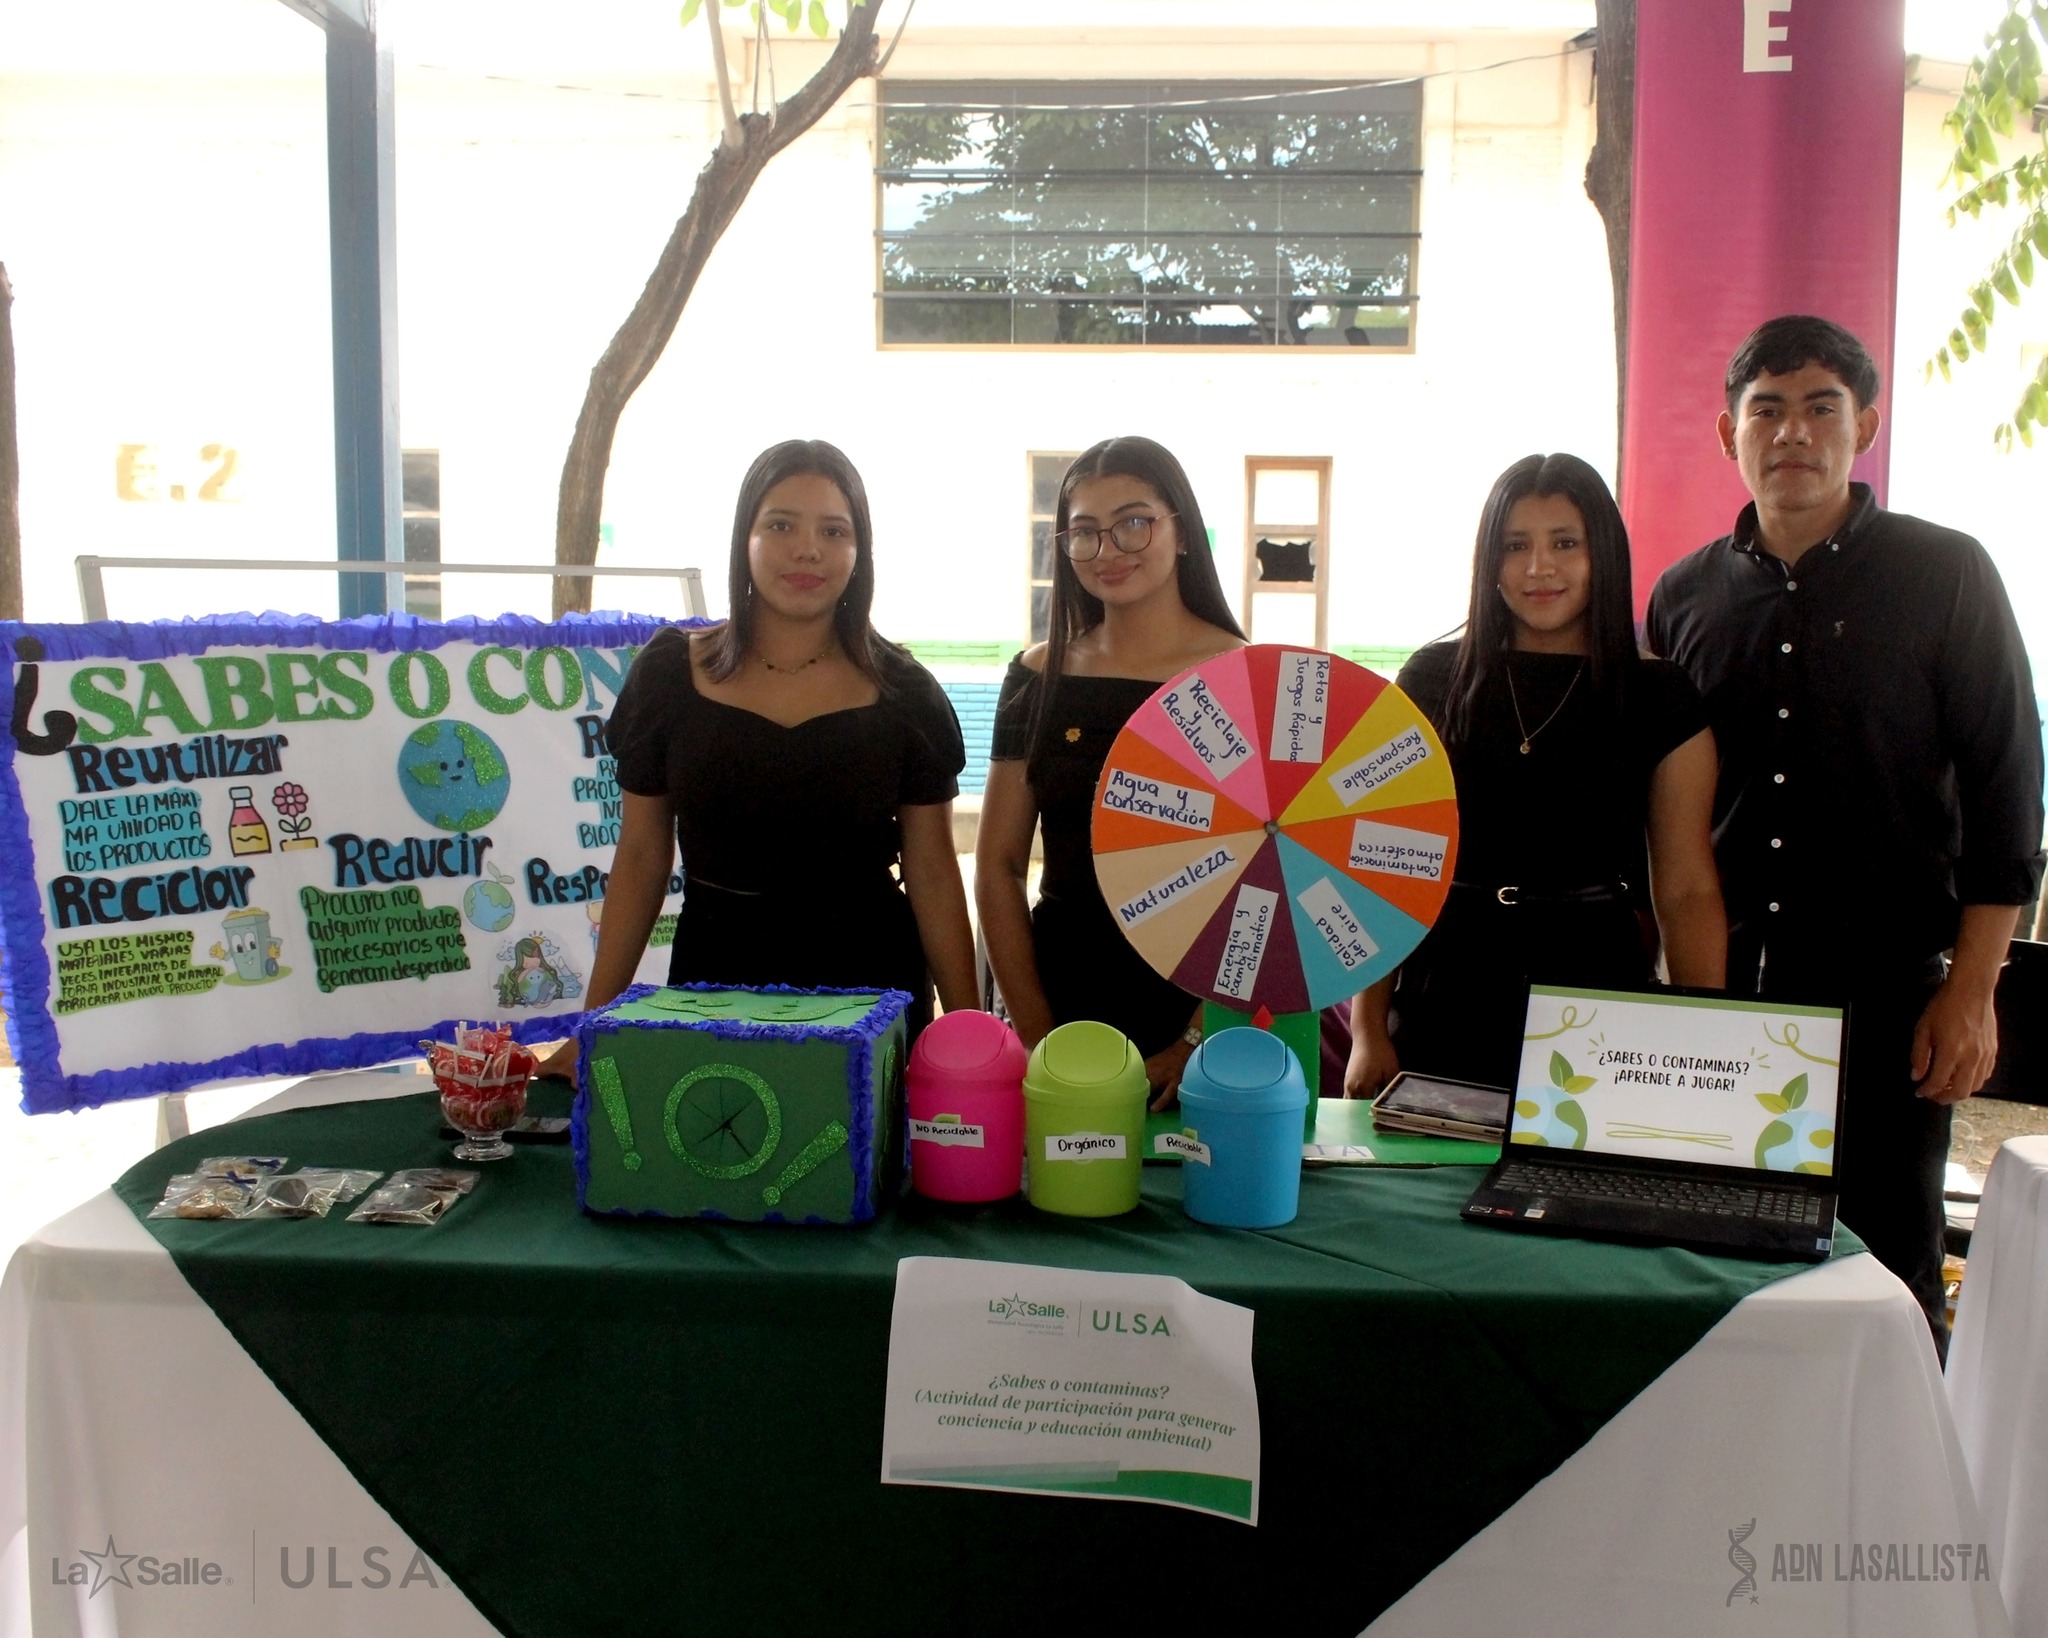 E
E.2
¿SABES O CON
Reutilizar
DALE LA MÁXI-
MA UTILIDAD A
LOS PRODUCTOS
Reducir
Procura no
adquirir productos
innecesarios que
generan desperdicio
Reciclar
USA LOS MISMOS
MATERIALES VARIAS
VECES, INTEGRALOS DE
FORMA INDUSTRIAL O NATURAL
PARA CREAR UN NUEVO "PRODUCTO"
Retos y
Juegos Rápidos
Consumo
Responsable
Contaminación
atmosférica
Calidad
del aire
Energía y
cambio
climático
Naturaleza
Agua y
conservación
Reciclaje
y
Residuos
NO Reciclable
Orgánico
Reciclable
¿SABES O CONTAMINAS?
¡APRENDE A JUGAR!
La Salle
ULSA
¿Sabes o contaminas?
(Actividad de participación para generar
conciencia y educación ambiental)
La Salle ULSA
ADN LASALLISTA